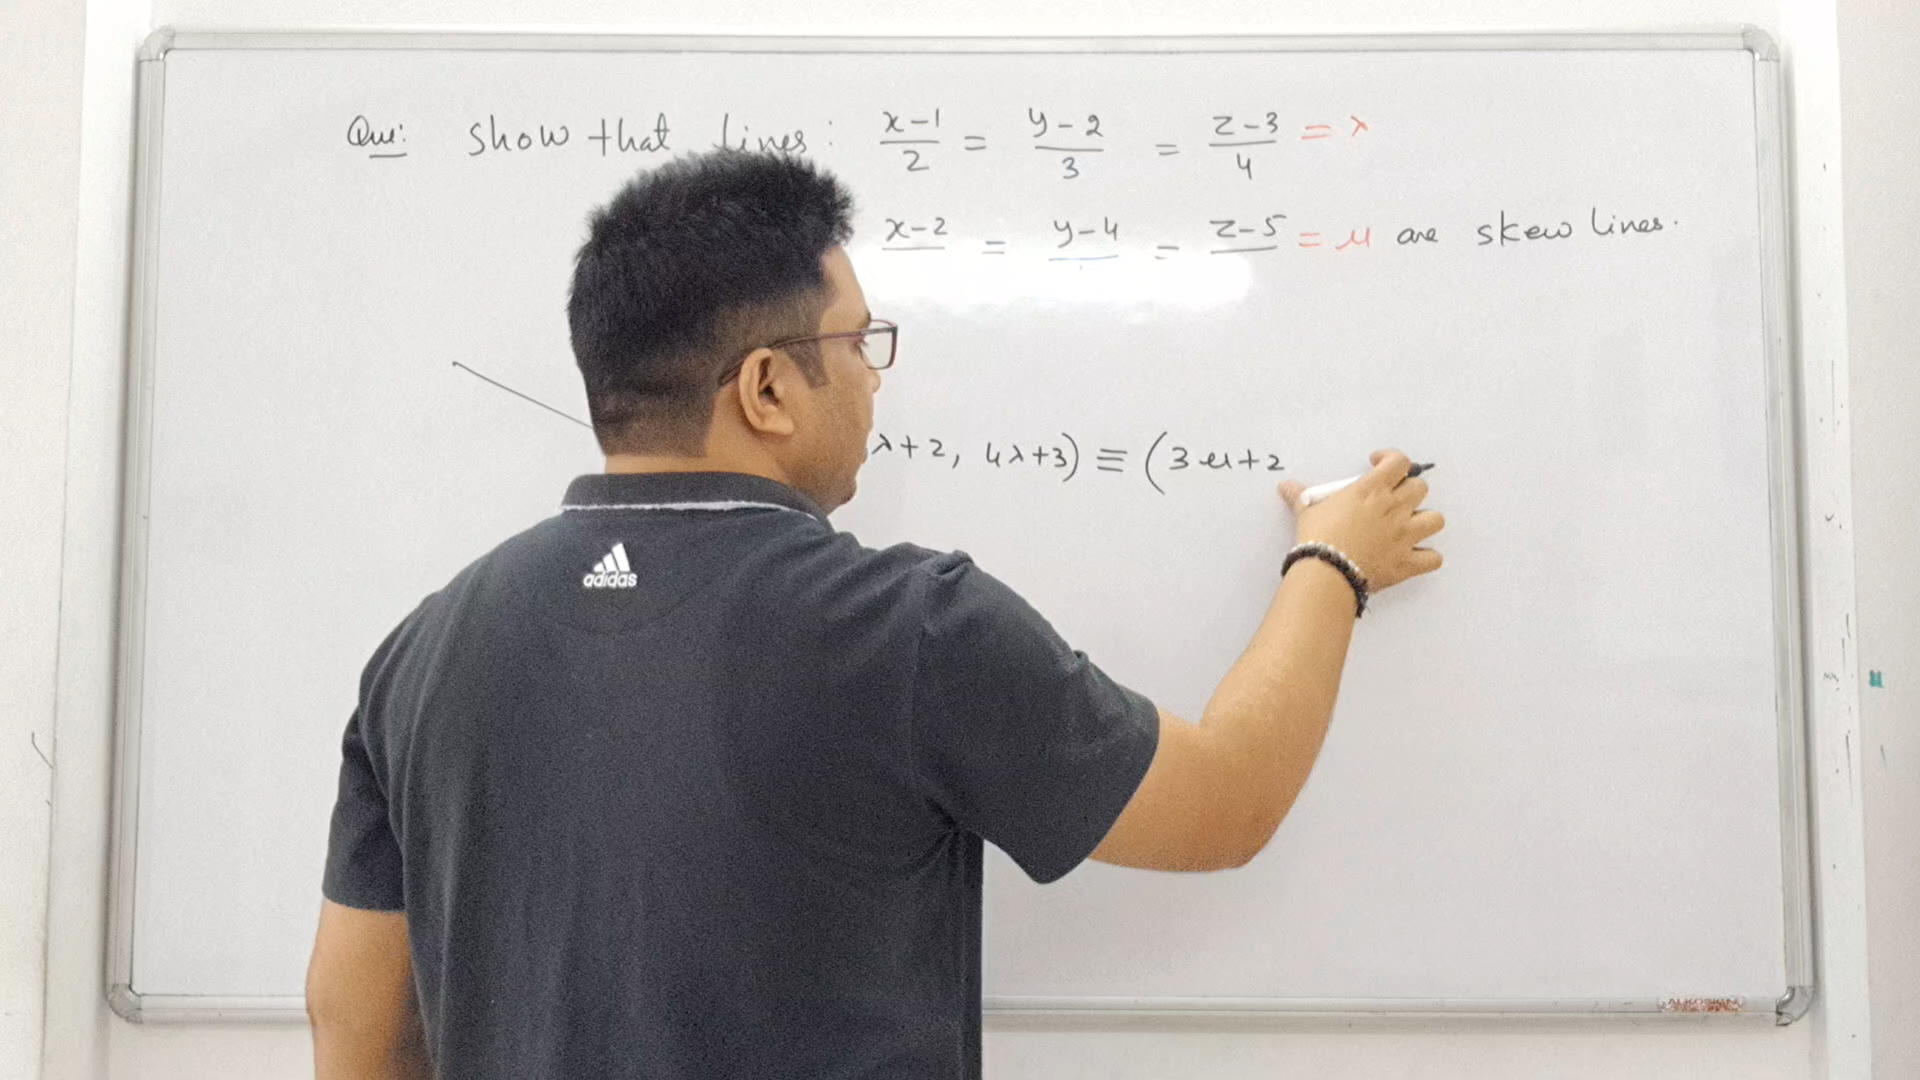 Que: show that lines: x-1/2 = y-2/3 = z-3/4 = λ
x-2 = y-4 = z-5 = μ are skew lines.
λ+2, 4λ+3) ≡ (3μ+2
adidas